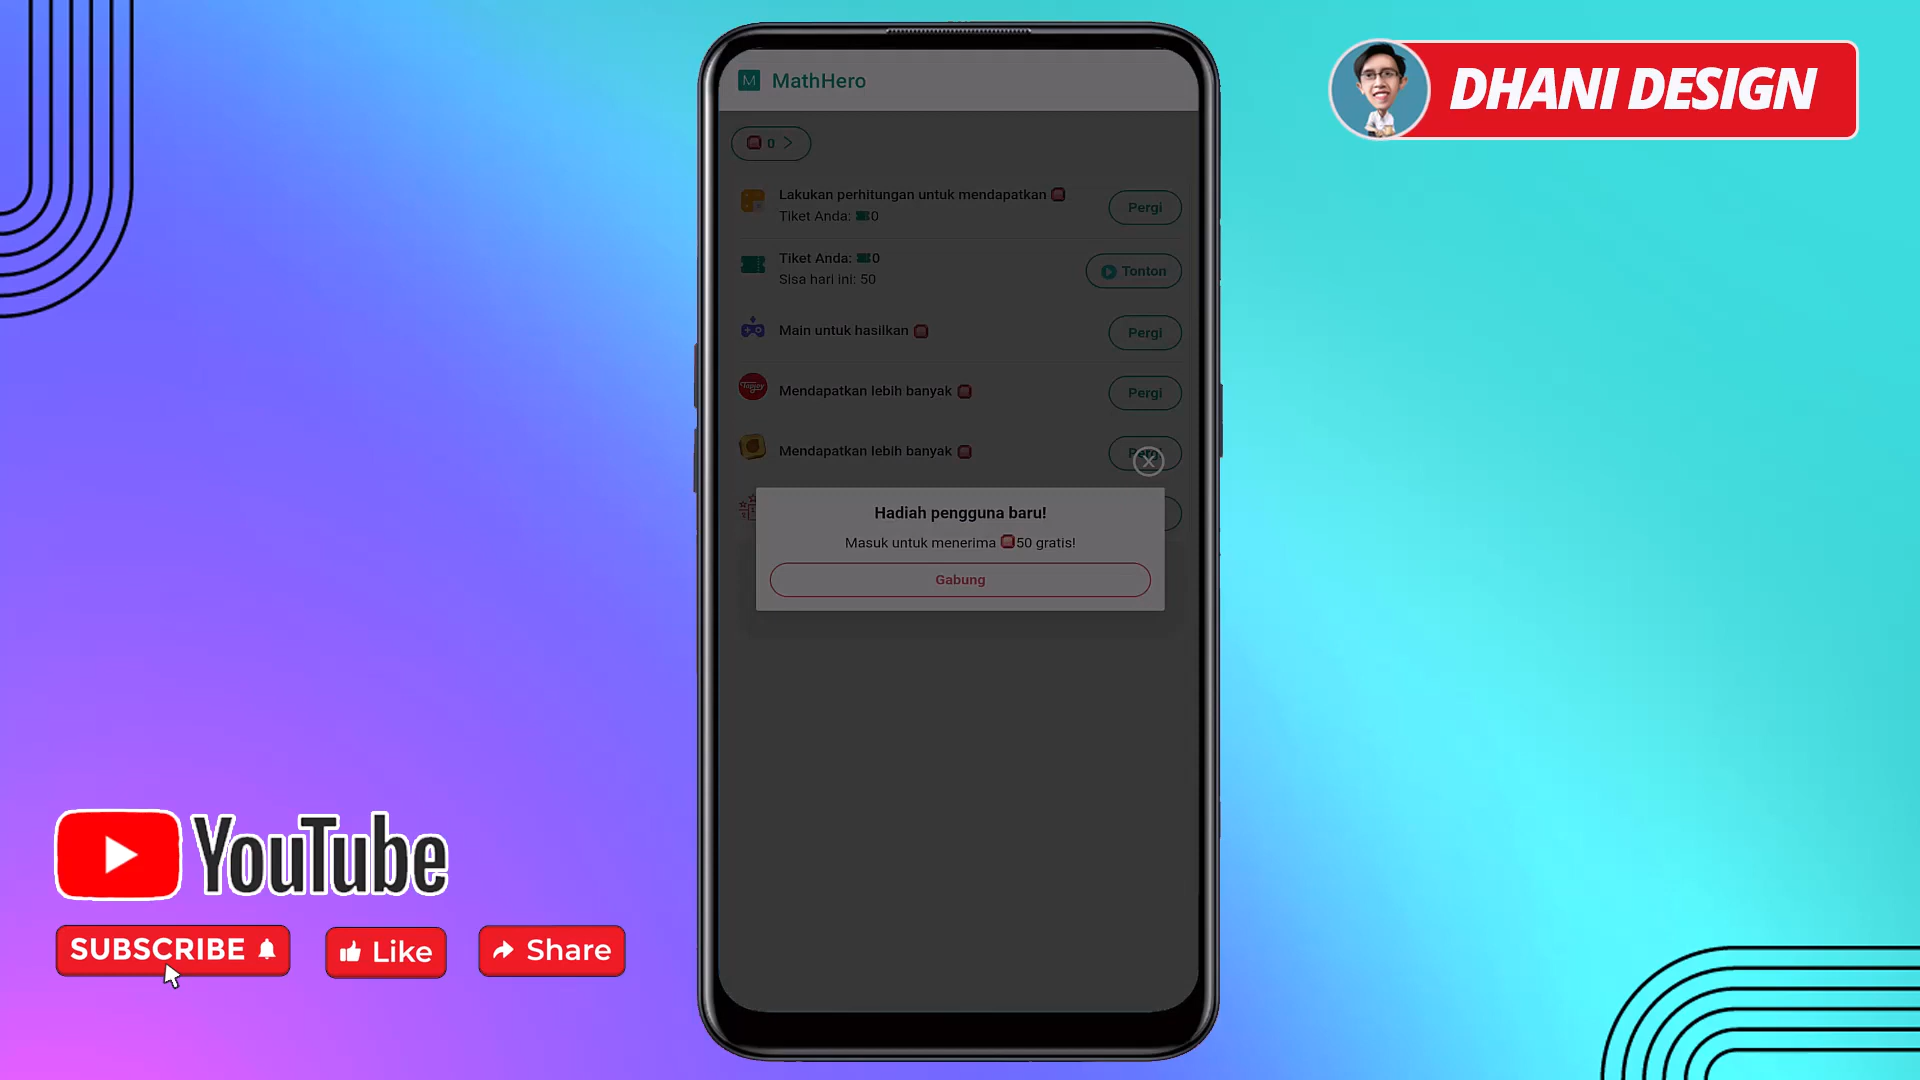 MathHero
DHANI DESIGN
0
Lakukan perhitungan untuk mendapatkan
Tiket Anda: 0
Pergi
Tiket Anda: 0
Sisa hari ini: 50
Tonton
Main untuk hasilkan
Pergi
Tapjoy
Mendapatkan lebih banyak
Pergi
Mendapatkan lebih banyak
Hadiah pengguna baru!
Masuk untuk menerima 50 gratis!
Gabung
YouTube
SUBSCRIBE
Like
Share